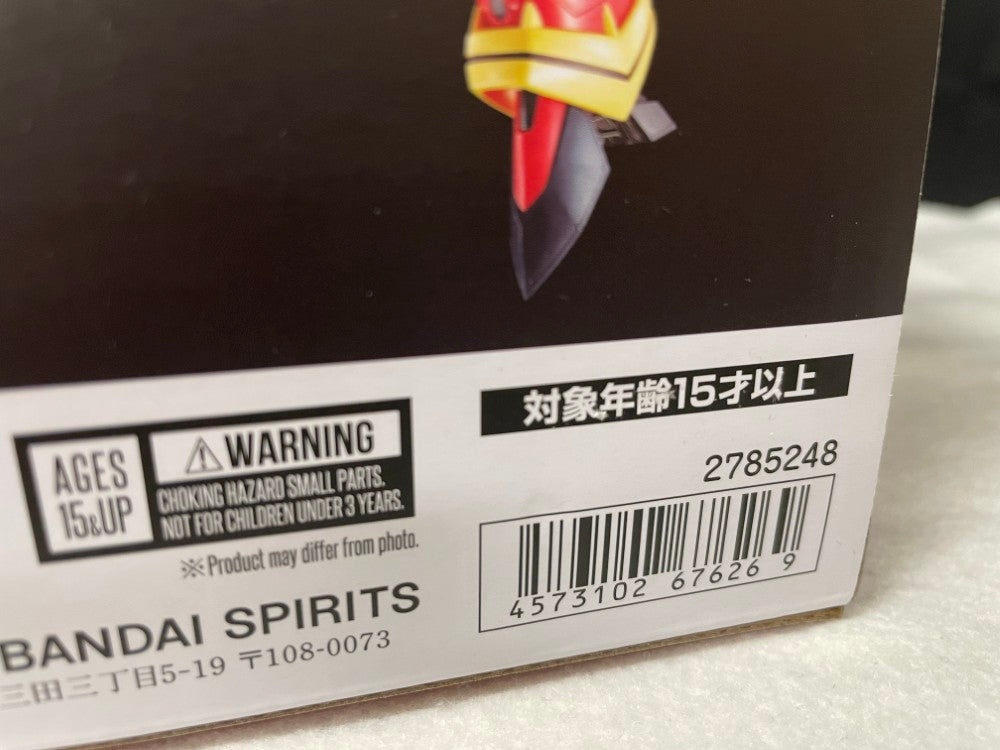 対象年齢15才以上
2785248
4573102 67626 9
AGES
15&UP
⚠WARNING
CHOKING HAZARD SMALL PARTS.
NOT FOR CHILDREN UNDER 3 YEARS.
※Product may differ from photo.
BANDAI SPIRITS
三田三丁目5-19 〒108-0073